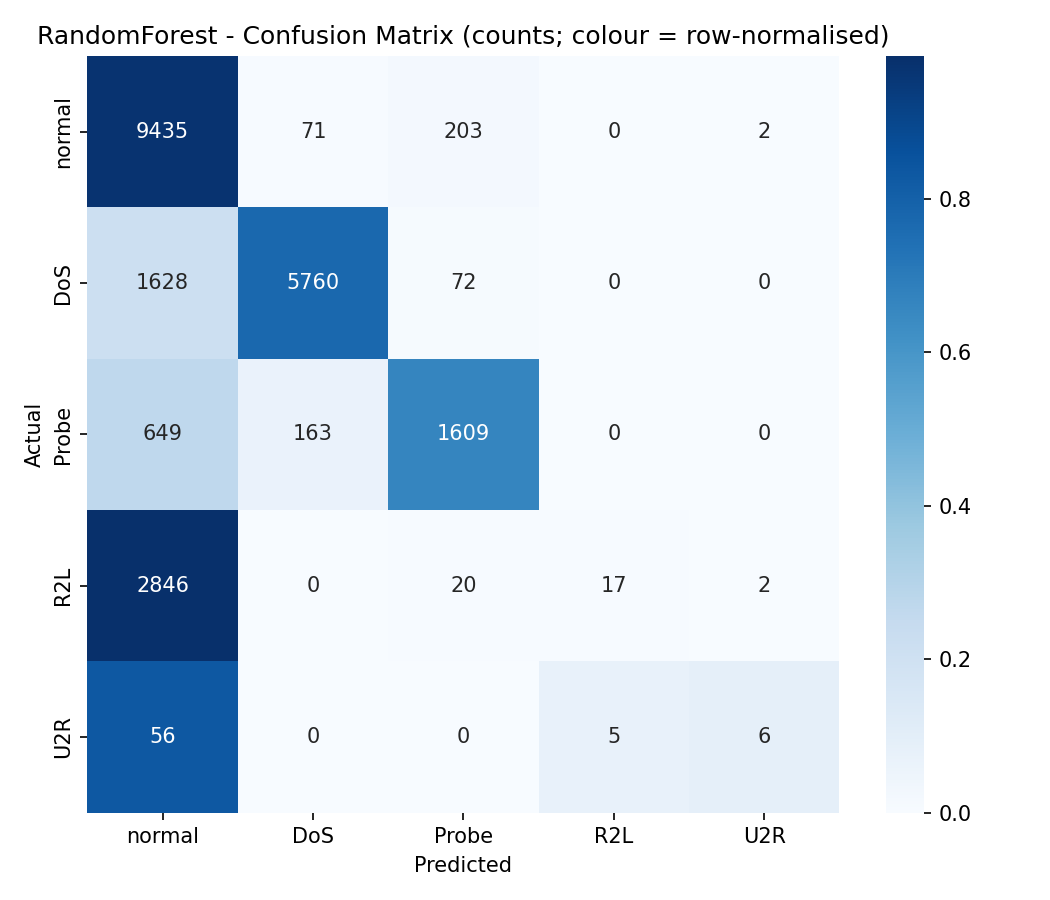 RandomForest - Confusion Matrix (counts; colour = row-normalised)
normal 9435 71 203 0 2
DoS 1628 5760 72 0 0
Probe 649 163 1609 0 0
R2L 2846 0 20 17 2
U2R 56 0 0 5 6
normal DoS Probe R2L U2R
Predicted
Actual
0.8
0.6
0.4
0.2
0.0